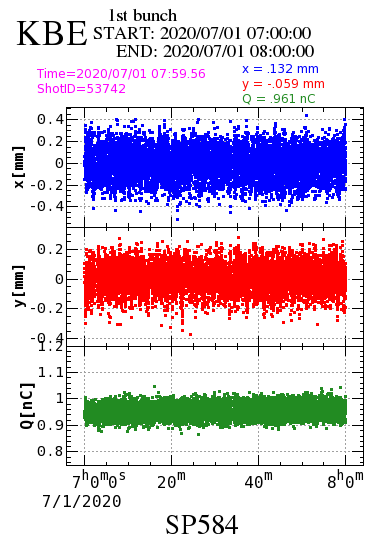 KBE
1st bunch
START: 2020/07/01 07:00:00
END: 2020/07/01 08:00:00
Time=2020/07/01 07:59.56
ShotID=53742
x = .132 mm
y = -.059 mm
Q = .961 nC
x[mm]
0.4
0.2
0
-0.2
-0.4
y[mm]
0.2
0
-0.2
-0.4
Q[nC]
1.2
1.1
1
0.9
0.8
7h0m0s
20m
40m
8h0m
7/1/2020
SP584